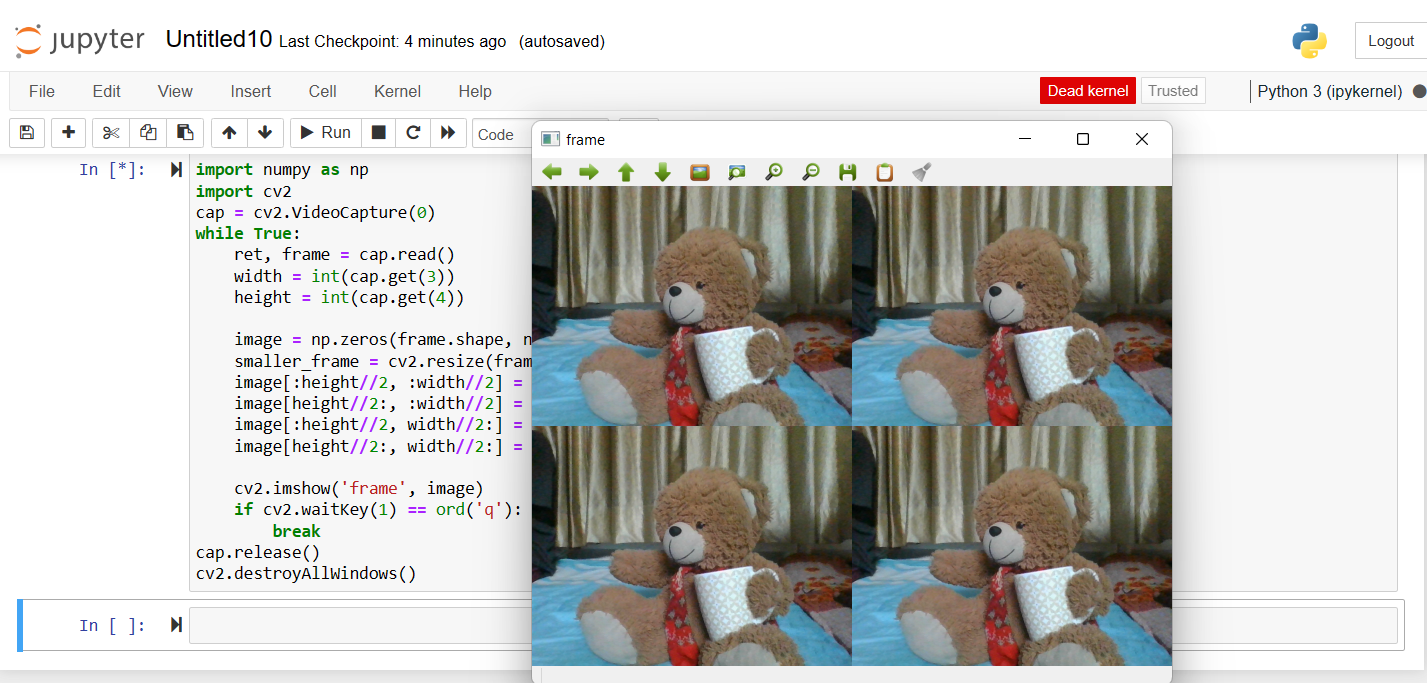 jupyter Untitled10 Last Checkpoint: 4 minutes ago (autosaved)
Logout
File Edit View Insert Cell Kernel Help
Dead kernel Trusted Python 3 (ipykernel)
Run Code
frame
In [*]:
import numpy as np
import cv2
cap = cv2.VideoCapture(0)
while True:
    ret, frame = cap.read()
    width = int(cap.get(3))
    height = int(cap.get(4))
    image = np.zeros(frame.shape, n
    smaller_frame = cv2.resize(fram
    image[:height//2, :width//2] =
    image[height//2:, :width//2] =
    image[:height//2, width//2:] =
    image[height//2:, width//2:] =
    cv2.imshow('frame', image)
    if cv2.waitKey(1) == ord('q'):
        break
cap.release()
cv2.destroyAllWindows()
In [ ]: